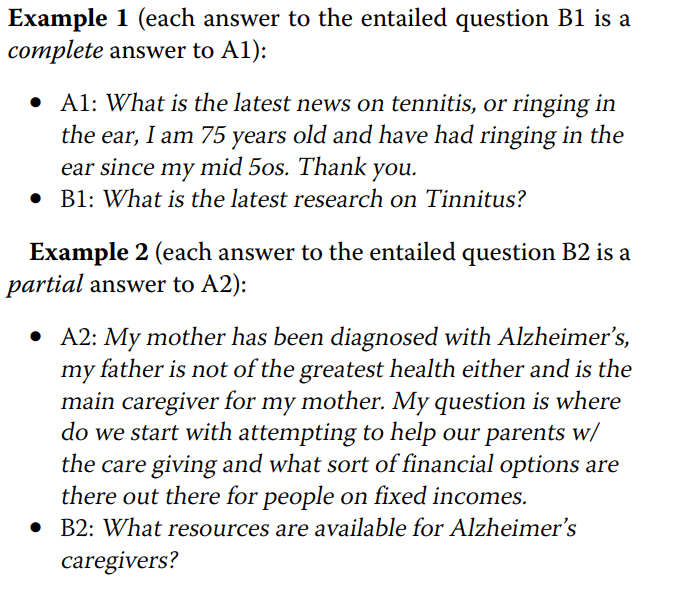 Example 1 (each answer to the entailed question B1 is a
complete answer to A1):
• A1: What is the latest news on tennitis, or ringing in
the ear, I am 75 years old and have had ringing in the
ear since my mid 5os. Thank you.
• B1: What is the latest research on Tinnitus?
Example 2 (each answer to the entailed question B2 is a
partial answer to A2):
• A2: My mother has been diagnosed with Alzheimer's,
my father is not of the greatest health either and is the
main caregiver for my mother. My question is where
do we start with attempting to help our parents w/
the care giving and what sort of financial options are
there out there for people on fixed incomes.
• B2: What resources are available for Alzheimer's
caregivers?